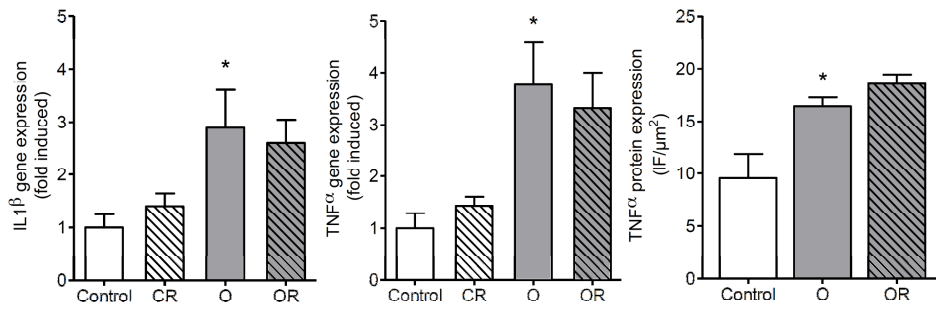 IL1β gene expression
(fold induced)
5
4
3
2
1
0
*
Control CR O OR
TNFα gene expression
(fold induced)
5
4
3
2
1
0
*
Control CR O OR
TNFα protein expression
(IF/µm²)
25
20
15
10
5
0
*
Control O OR